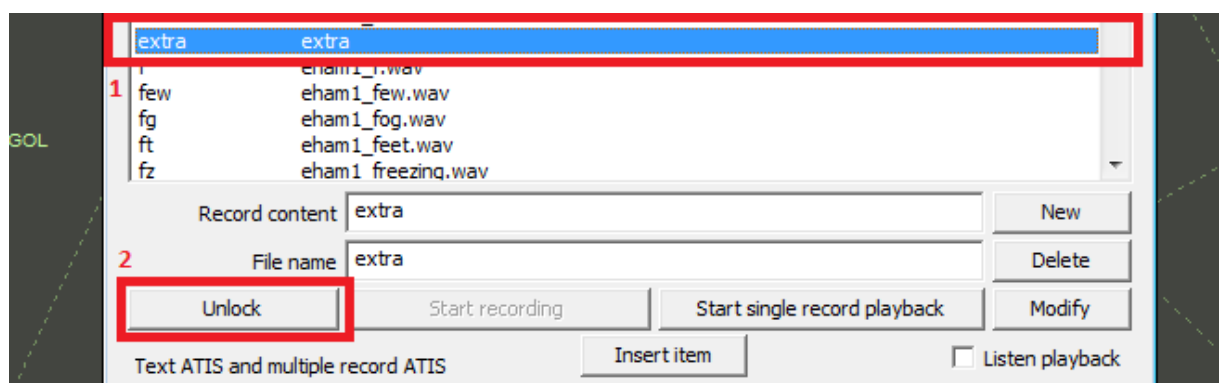 extra extra
1
few eham1_few.wav
fg eham1_fog.wav
GOL
ft eham1_feet.wav
fz eham1_freezing.wav
Record content extra New
2 File name extra Delete
Unlock Start recording Start single record playback Modify
Text ATIS and multiple record ATIS Insert item Listen playback